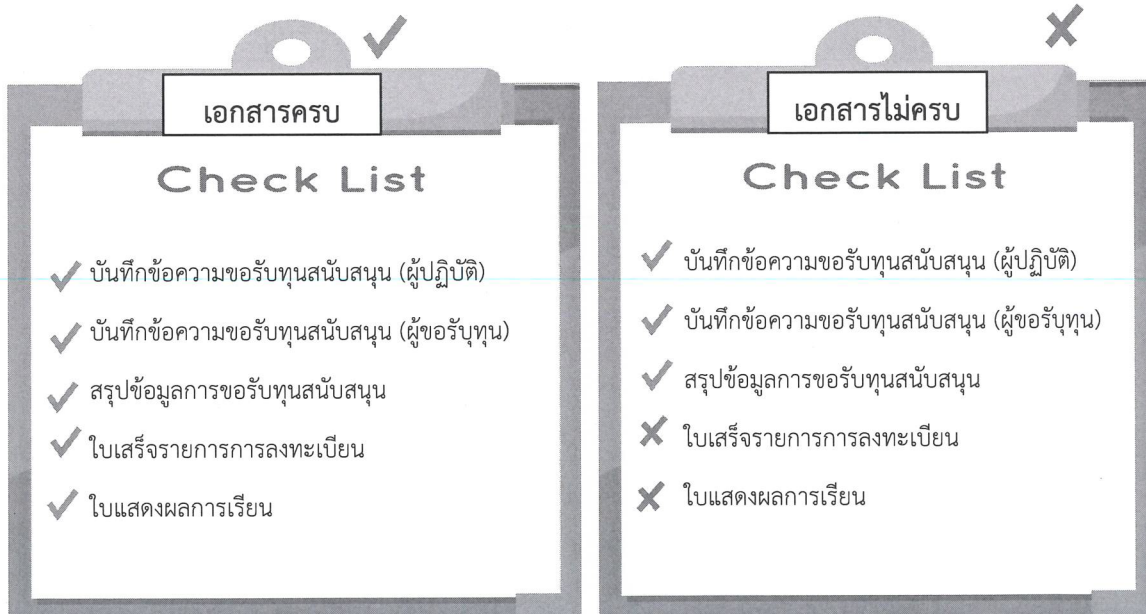 เอกสารครบ
Check List
บันทึกข้อความขอรับทุนสนับสนุน (ผู้ปฏิบัติ)
บันทึกข้อความขอรับทุนสนับสนุน (ผู้ขอรับทุน)
สรุปข้อมูลการขอรับทุนสนับสนุน
ใบเสร็จรายการการลงทะเบียน
ใบแสดงผลการเรียน
เอกสารไม่ครบ
Check List
บันทึกข้อความขอรับทุนสนับสนุน (ผู้ปฏิบัติ)
บันทึกข้อความขอรับทุนสนับสนุน (ผู้ขอรับทุน)
สรุปข้อมูลการขอรับทุนสนับสนุน
ใบเสร็จรายการการลงทะเบียน
ใบแสดงผลการเรียน